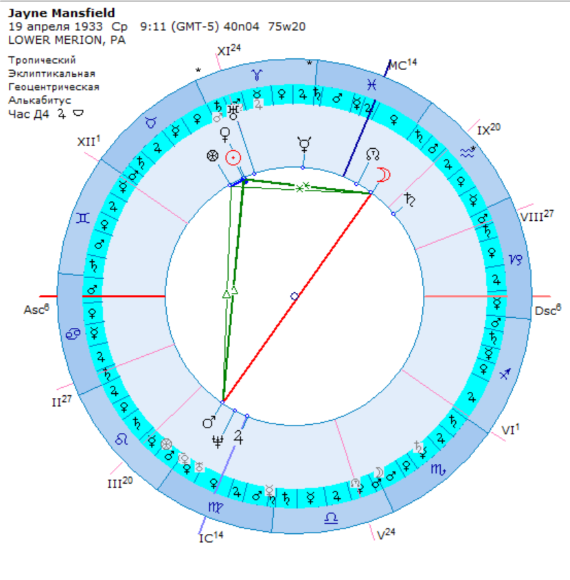 Jayne Mansfield
19 апреля 1933  Ср   9:11 (GMT-5) 40n04  75w20
LOWER MERION, PA
Тропический
Эклиптикальная
Геоцентрическая
Алькабитус
Час Д4 ♃
XI24
MC14
XII1
IX20
VIII27
Asc6
Dsc6
II27
VI1
III20
IC14
V24